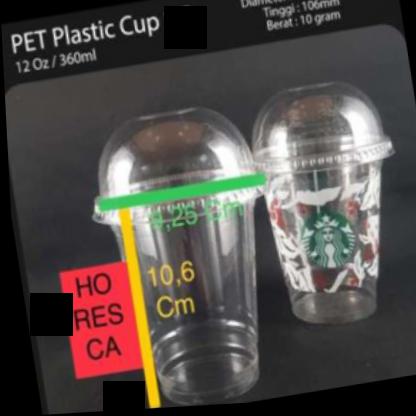 PET Plastic Cup
12 Oz / 360ml
Tinggi : 106mm
Berat : 10 gram
9,25 Cm
10,6
Cm
HO
RES
CA